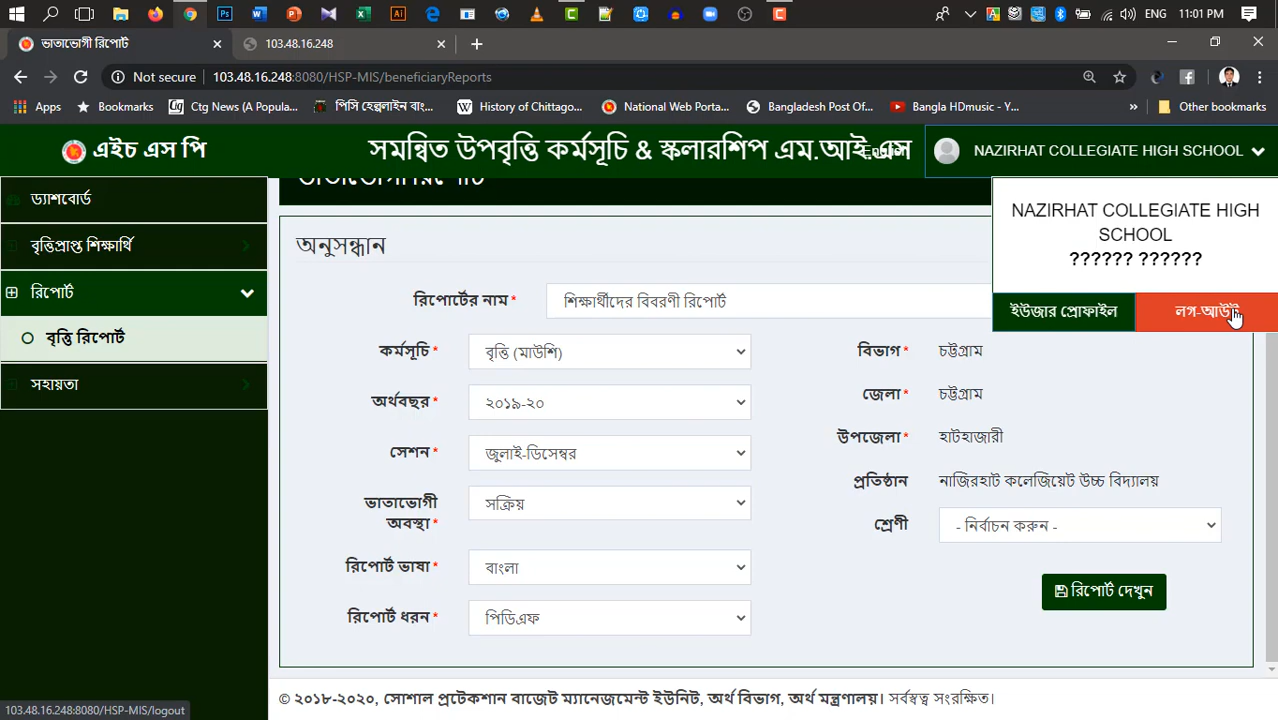 ENG 11:01 PM
ভাতাভোগী রিপোর্ট 103.48.16.248
Not secure 103.48.16.248:8080/HSP-MIS/beneficiaryReports
Apps Bookmarks Ctg News (A Popula... পিসি হেল্পলাইন বাং... History of Chittago... National Web Porta... Bangladesh Post Of... Bangla HDmusic - Y... » Other bookmarks
এইচ এস পি সমন্বিত উপবৃত্তি কর্মসূচি & স্কলারশিপ এম.আই.এস NAZIRHAT COLLEGIATE HIGH SCHOOL
ড্যাশবোর্ড
বৃত্তিপ্রাপ্ত শিক্ষার্থি
রিপোর্ট
বৃত্তি রিপোর্ট
সহায়তা
NAZIRHAT COLLEGIATE HIGH
SCHOOL
?????? ??????
ইউজার প্রোফাইল লগ-আউট
ভাতাভোগী রিপোর্ট
অনুসন্ধান
রিপোর্টের নাম* শিক্ষার্থীদের বিবরণী রিপোর্ট
কর্মসূচি* বৃত্তি (মাউশি) বিভাগ* চট্টগ্রাম
অর্থবছর* ২০১৯-২০ জেলা* চট্টগ্রাম
সেশন* জুলাই-ডিসেম্বর উপজেলা* হাটহাজারী
ভাতাভোগী
অবস্থা* সক্রিয় প্রতিষ্ঠান নাজিরহাট কলেজিয়েট উচ্চ বিদ্যালয়
শ্রেণী - নির্বাচন করুন -
রিপোর্ট ভাষা* বাংলা
রিপোর্ট ধরন* পিডিএফ
রিপোর্ট দেখুন
© ২০১৮-২০২০, সোশাল প্রটেকশান বাজেট ম্যানেজমেন্ট ইউনিট, অর্থ বিভাগ, অর্থ মন্ত্রণালয়। সর্বস্বত্ব সংরক্ষিত।
103.48.16.248:8080/HSP-MIS/logout